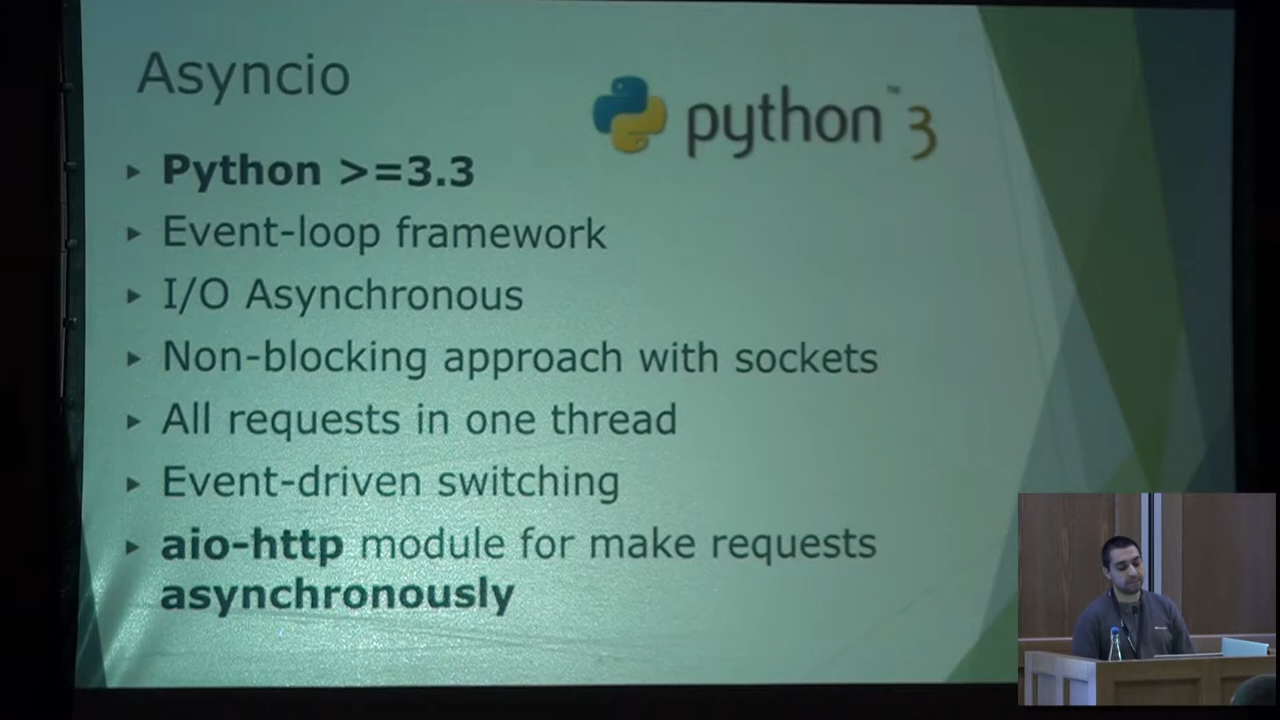 Asyncio
python™ 3
▸ Python >=3.3
▸ Event-loop framework
▸ I/O Asynchronous
▸ Non-blocking approach with sockets
▸ All requests in one thread
▸ Event-driven switching
▸ aio-http module for make requests
asynchronously